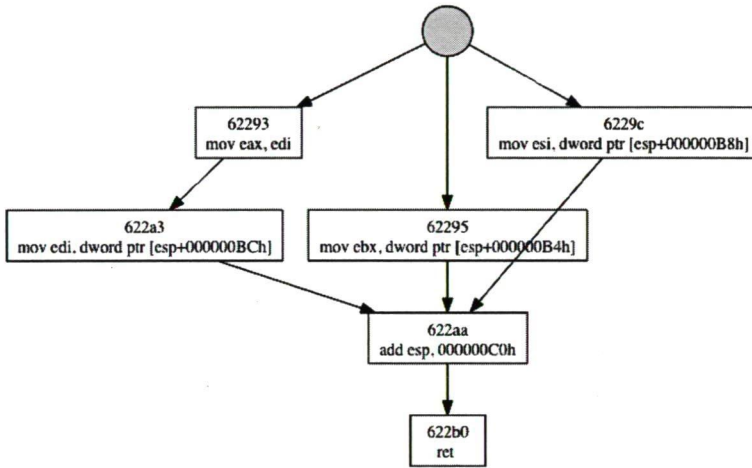 62293
mov eax, edi
6229c
mov esi, dword ptr [esp+000000B8h]
622a3
mov edi, dword ptr [esp+000000BCh]
62295
mov ebx, dword ptr [esp+000000B4h]
622aa
add esp, 000000C0h
622b0
ret